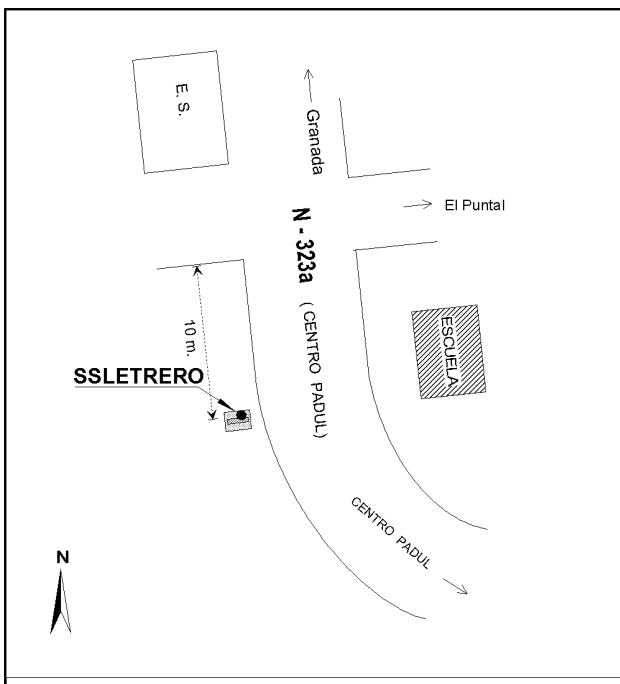 E. S.
Granada
El Puntal
N - 323a
(CENTRO PADUL)
10 m.
ESCUELA
SSLETRERO
CENTRO PADUL
N